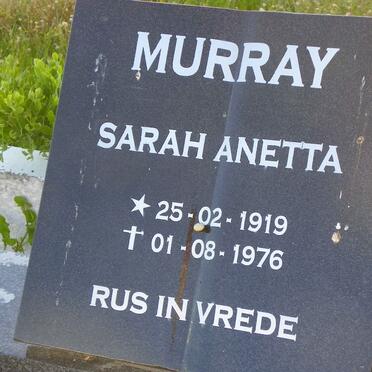 MURRAY
SARAH ANETTA
★ 25-02-1919
✝ 01-08-1976
RUS IN VREDE